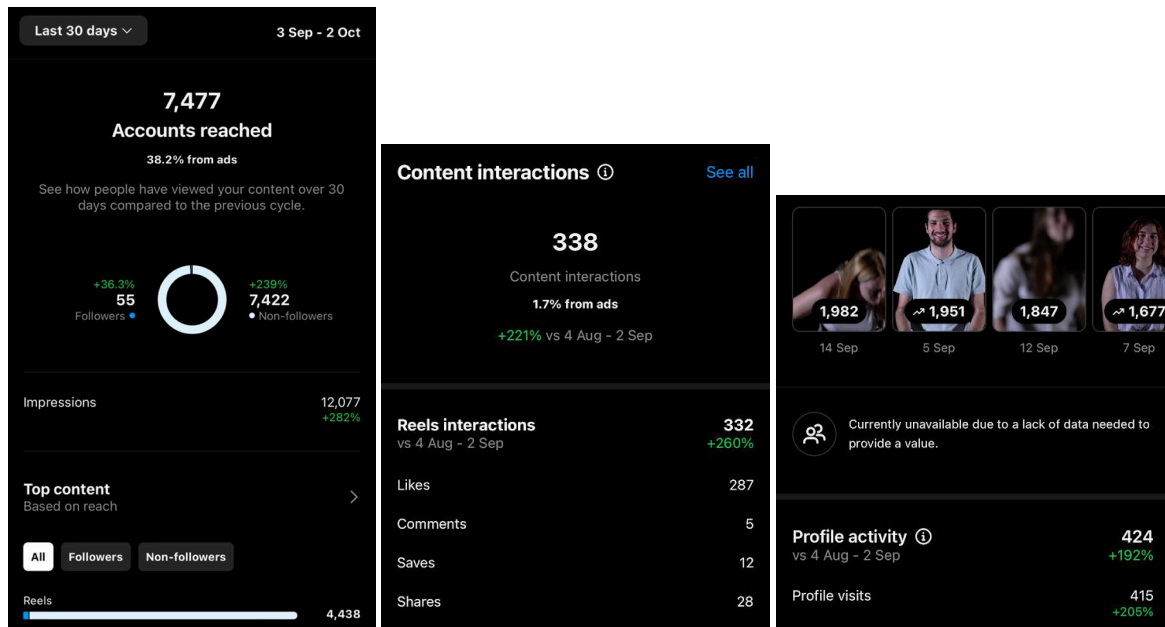 Last 30 days
3 Sep - 2 Oct
7,477
Accounts reached
38.2% from ads
See how people have viewed your content over 30
days compared to the previous cycle.
+36.3%
55
Followers
+239%
7,422
Non-followers
Impressions
12,077
+282%
Top content
Based on reach
All
Followers
Non-followers
Reels
4,438
Content interactions
See all
338
Content interactions
1.7% from ads
+221% vs 4 Aug - 2 Sep
Reels interactions
332
vs 4 Aug - 2 Sep
+260%
Likes
287
Comments
5
Saves
12
Shares
28
1,982
1,951
1,847
1,677
14 Sep
5 Sep
12 Sep
7 Sep
Currently unavailable due to a lack of data needed to
provide a value.
Profile activity
424
vs 4 Aug - 2 Sep
+192%
Profile visits
415
+205%